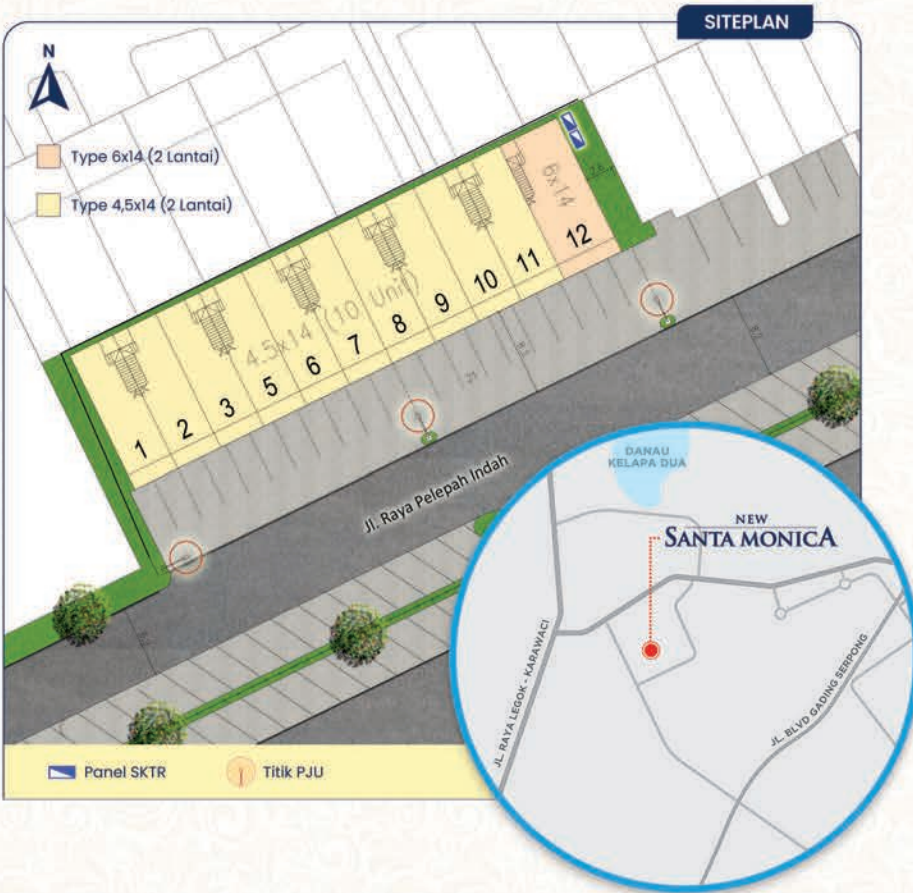 SITEPLAN
N
Type 6x14 (2 Lantai)
Type 4,5x14 (2 Lantai)
6x14
4.5x14 (10 Unit)
1
2
3
5
6
7
8
9
10
11
12
Jl. Raya Pelepah Indah
DANAU
KELAPA DUA
NEW
SANTA MONICA
JL. RAYA LEGOK - KARAWACI
JL. BLVD GADING SERPONG
Panel SKTR
Titik PJU